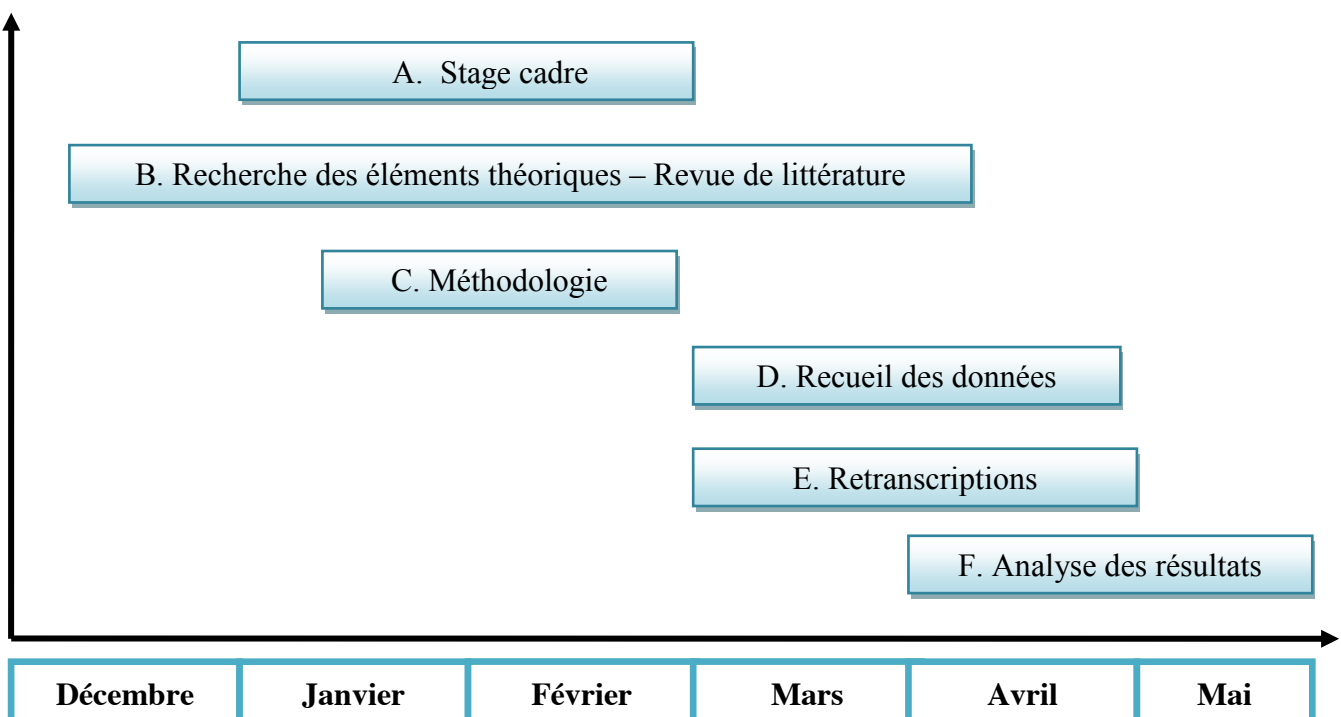 A. Stage cadre
B. Recherche des éléments théoriques – Revue de littérature
C. Méthodologie
D. Recueil des données
E. Retranscriptions
F. Analyse des résultats
Décembre Janvier Février Mars Avril Mai